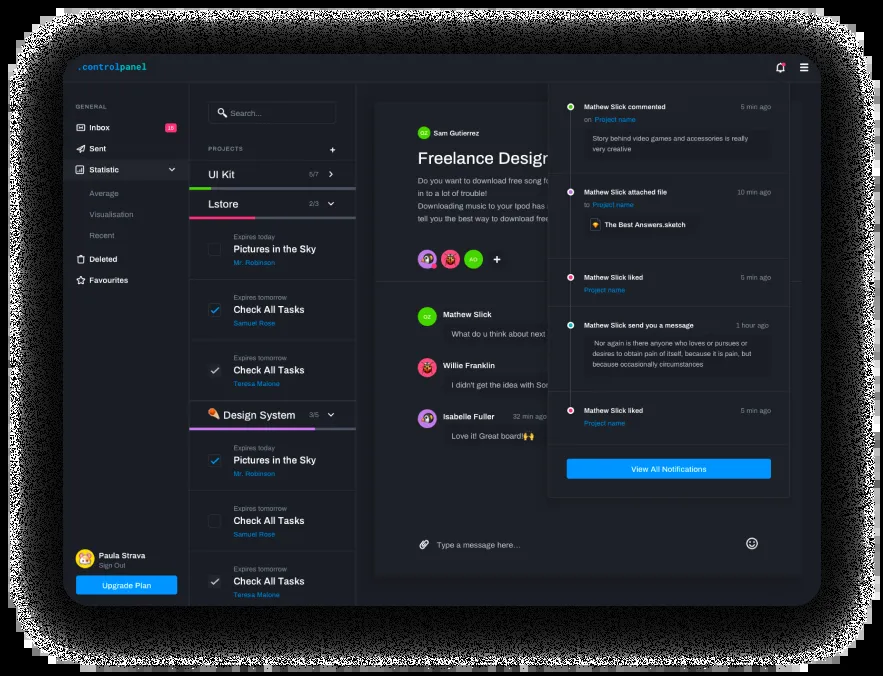 .controlpanel
GENERAL
Inbox
16
Sent
Statistic
Average
Visualisation
Recent
Deleted
Favourites
Paula Strava
Sign Out
Upgrade Plan
Search...
PROJECTS
+
UI Kit 5/7
Lstore 2/3
Expires today
Pictures in the Sky
Mr. Robinson
Expires tomorrow
Check All Tasks
Samuel Rose
Expires tomorrow
Check All Tasks
Teresa Malone
Design System 3/5
Expires today
Pictures in the Sky
Mr. Robinson
Expires tomorrow
Check All Tasks
Samuel Rose
Expires tomorrow
Check All Tasks
Teresa Malone
OZ Sam Gutierrez
Freelance Design
Do you want to download free song fo
in to a lot of trouble!
Downloading music to your Ipod has
tell you the best way to download free
AD +
OZ
Mathew Slick
What do u think about next
Willie Franklin
I didn't get the idea with Soc
Isabelle Fuller 32 min ago
Love it! Great board!🙌
Type a message here...
Mathew Slick commented 5 min ago
on Project name
Story behind video games and accessories is really
very creative
Mathew Slick attached file 10 min ago
to Project name
The Best Answers.sketch
Mathew Slick liked 5 min ago
Project name
Mathew Slick send you a message 1 hour ago
Nor again is there anyone who loves or pursues or
desires to obtain pain of itself, because it is pain, but
because occasionally circumstances
Mathew Slick liked 5 min ago
Project name
View All Notifications